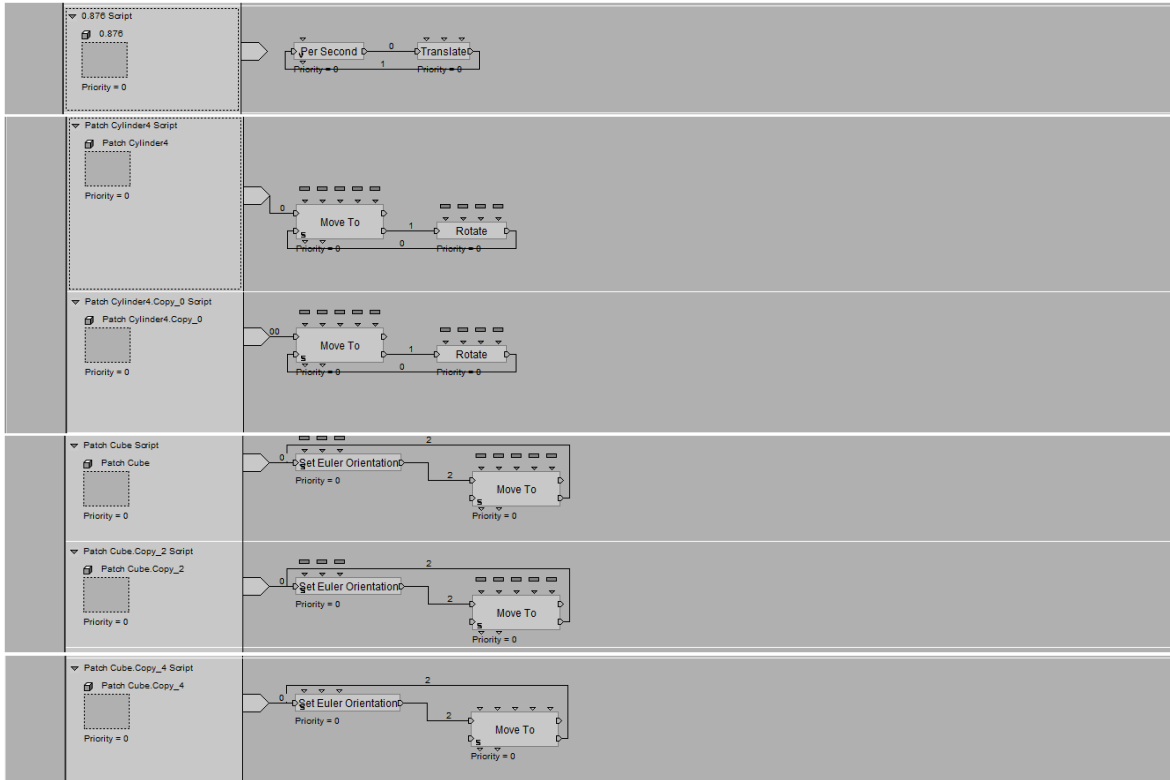 0.876 Script
0.876
Per Second 0 Translate
1
Priority = 0 Priority = 0
Priority = 0
Patch Cylinder4 Script
Patch Cylinder4
Priority = 0
0
Move To
S
1 Rotate
0
Priority = 0 Priority = 0
Patch Cylinder4.Copy_0 Script
Patch Cylinder4.Copy_0
00
Move To
S
1 Rotate
0
Priority = 0
Priority = 0 Priority = 0
Patch Cube Script
2
Patch Cube
0 Set Euler Orientation
S
Priority = 0
2
Move To
S
Priority = 0
Priority = 0
Patch Cube.Copy_2 Script
2
Patch Cube.Copy_2
0 Set Euler Orientation
S
Priority = 0
2
Move To
S
Priority = 0
Priority = 0
Patch Cube.Copy_4 Script
2
Patch Cube.Copy_4
0 Set Euler Orientation
S
Priority = 0
2
Move To
S
Priority = 0
Priority = 0